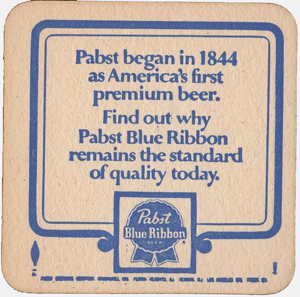 Pabst began in 1844
as America's first
premium beer.
Find out why
Pabst Blue Ribbon
remains the standard
of quality today.
Pabst
Blue Ribbon
BEER